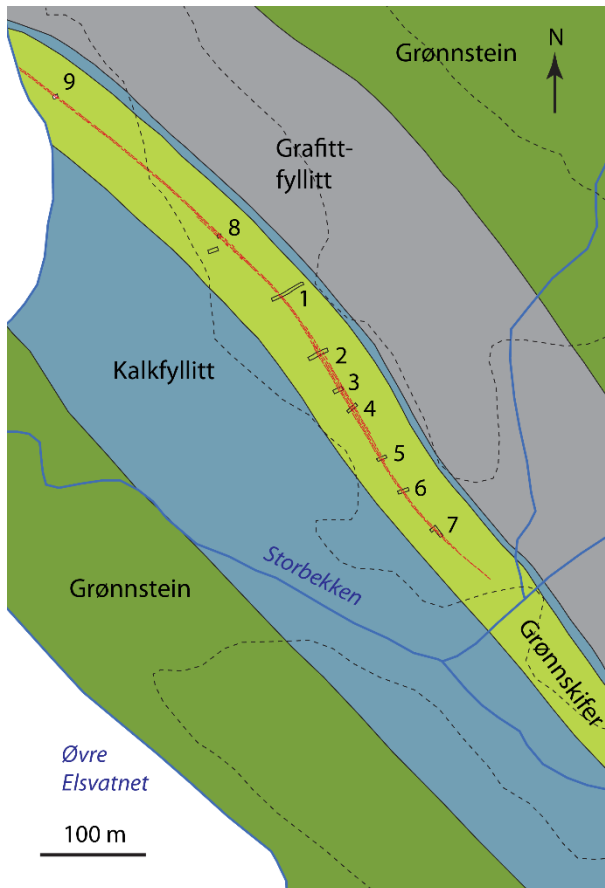 Grønnstein
N
9
Grafitt-
fyllitt
8
1
2
Kalkfyllitt
3
4
5
6
7
Storbekken
Grønnstein
Grønnskifer
Øvre
Elsvatnet
100 m